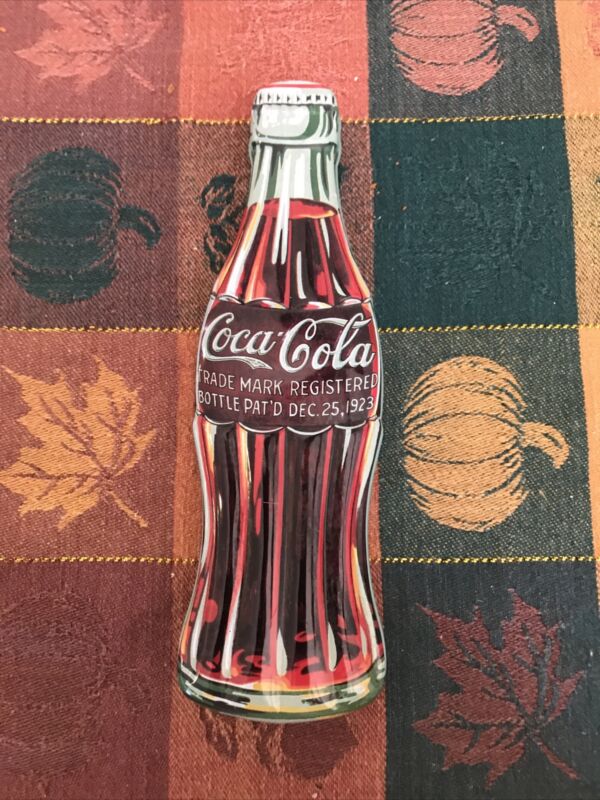 Coca-Cola
TRADE MARK REGISTERED
BOTTLE PAT'D DEC. 25, 1923